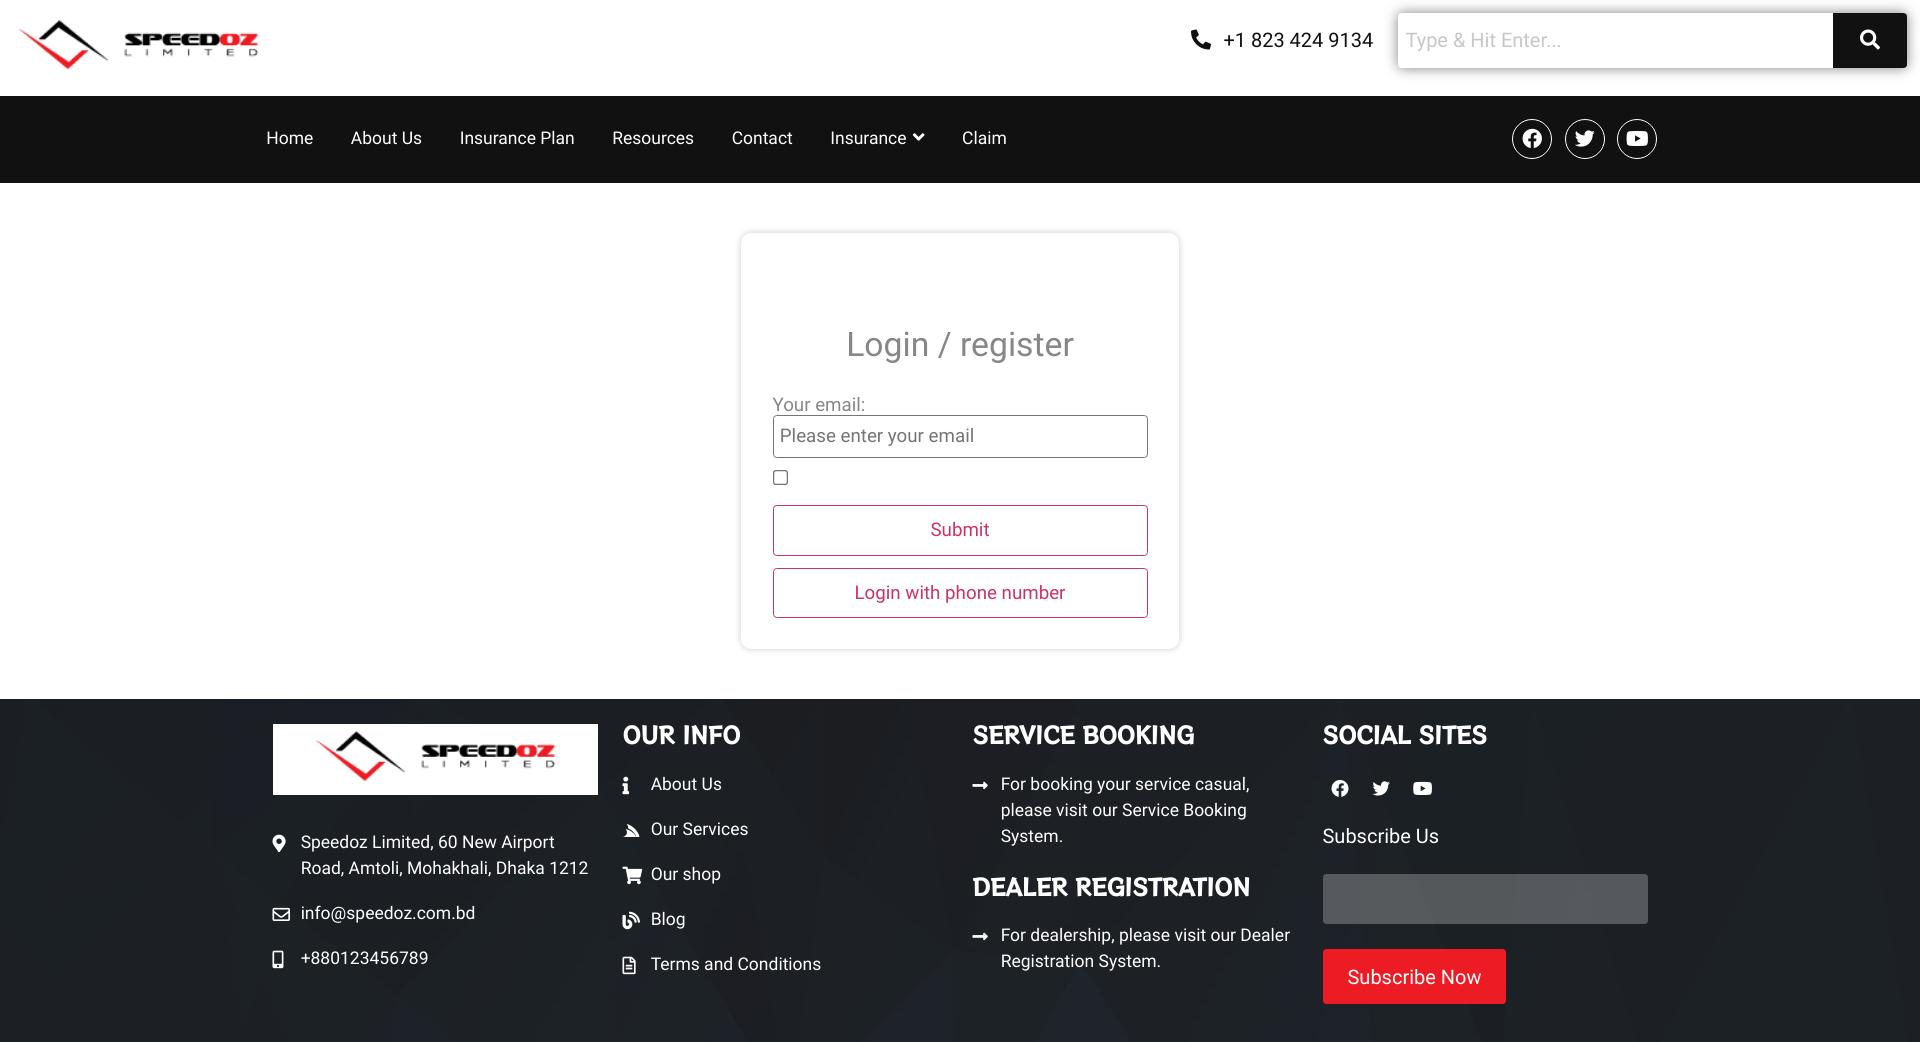 SPEEDOZ
LIMITED
+1 823 424 9134
Type & Hit Enter...
Home
About Us
Insurance Plan
Resources
Contact
Insurance
Claim
Login / register
Your email:
Please enter your email
Submit
Login with phone number
SPEEDOZ
LIMITED
Speedoz Limited, 60 New Airport
Road, Amtoli, Mohakhali, Dhaka 1212
info@speedoz.com.bd
+880123456789
OUR INFO
About Us
Our Services
Our shop
Blog
Terms and Conditions
SERVICE BOOKING
For booking your service casual,
please visit our Service Booking
System.
DEALER REGISTRATION
For dealership, please visit our Dealer
Registration System.
SOCIAL SITES
Subscribe Us
Subscribe Now